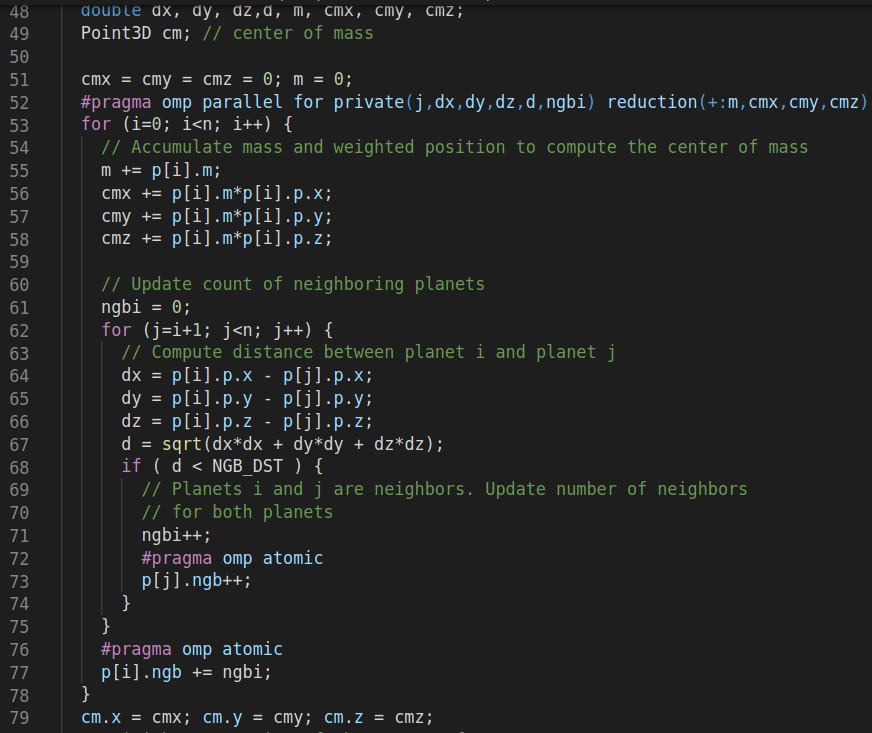 48 double dx, dy, dz,d, m, cmx, cmy, cmz;
49 Point3D cm; // center of mass
50
51 cmx = cmy = cmz = 0; m = 0;
52 #pragma omp parallel for private(j,dx,dy,dz,d,ngbi) reduction(+:m,cmx,cmy,cmz)
53 for (i=0; i<n; i++) {
54 // Accumulate mass and weighted position to compute the center of mass
55 m += p[i].m;
56 cmx += p[i].m*p[i].p.x;
57 cmy += p[i].m*p[i].p.y;
58 cmz += p[i].m*p[i].p.z;
59
60 // Update count of neighboring planets
61 ngbi = 0;
62 for (j=i+1; j<n; j++) {
63 // Compute distance between planet i and planet j
64 dx = p[i].p.x - p[j].p.x;
65 dy = p[i].p.y - p[j].p.y;
66 dz = p[i].p.z - p[j].p.z;
67 d = sqrt(dx*dx + dy*dy + dz*dz);
68 if ( d < NGB_DST ) {
69 // Planets i and j are neighbors. Update number of neighbors
70 // for both planets
71 ngbi++;
72 #pragma omp atomic
73 p[j].ngb++;
74 }
75 }
76 #pragma omp atomic
77 p[i].ngb += ngbi;
78 }
79 cm.x = cmx; cm.y = cmy; cm.z = cmz;